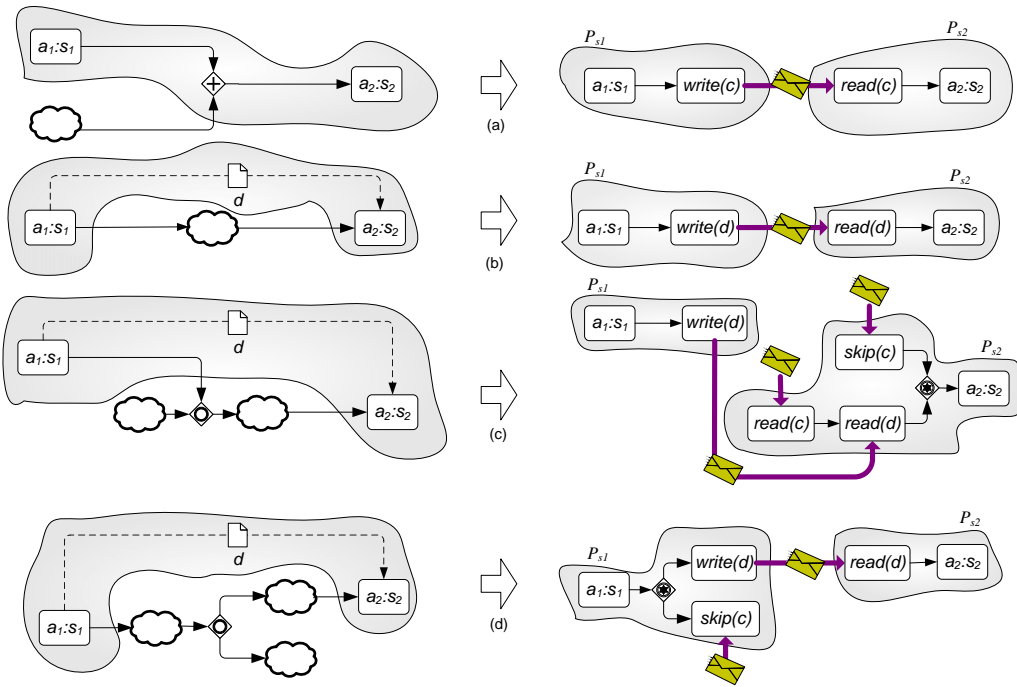 a1:s1
a2:s2
(a)
Ps1
a1:s1 write(c)
Ps2
read(c) a2:s2
d
a1:s1
a2:s2
(b)
Ps1
a1:s1 write(d)
Ps2
read(d) a2:s2
d
a1:s1
a2:s2
(c)
Ps1
a1:s1 write(d)
skip(c)
Ps2
a2:s2
read(c) read(d)
d
a1:s1
a2:s2
(d)
Ps1
a1:s1
write(d)
skip(c)
Ps2
read(d) a2:s2